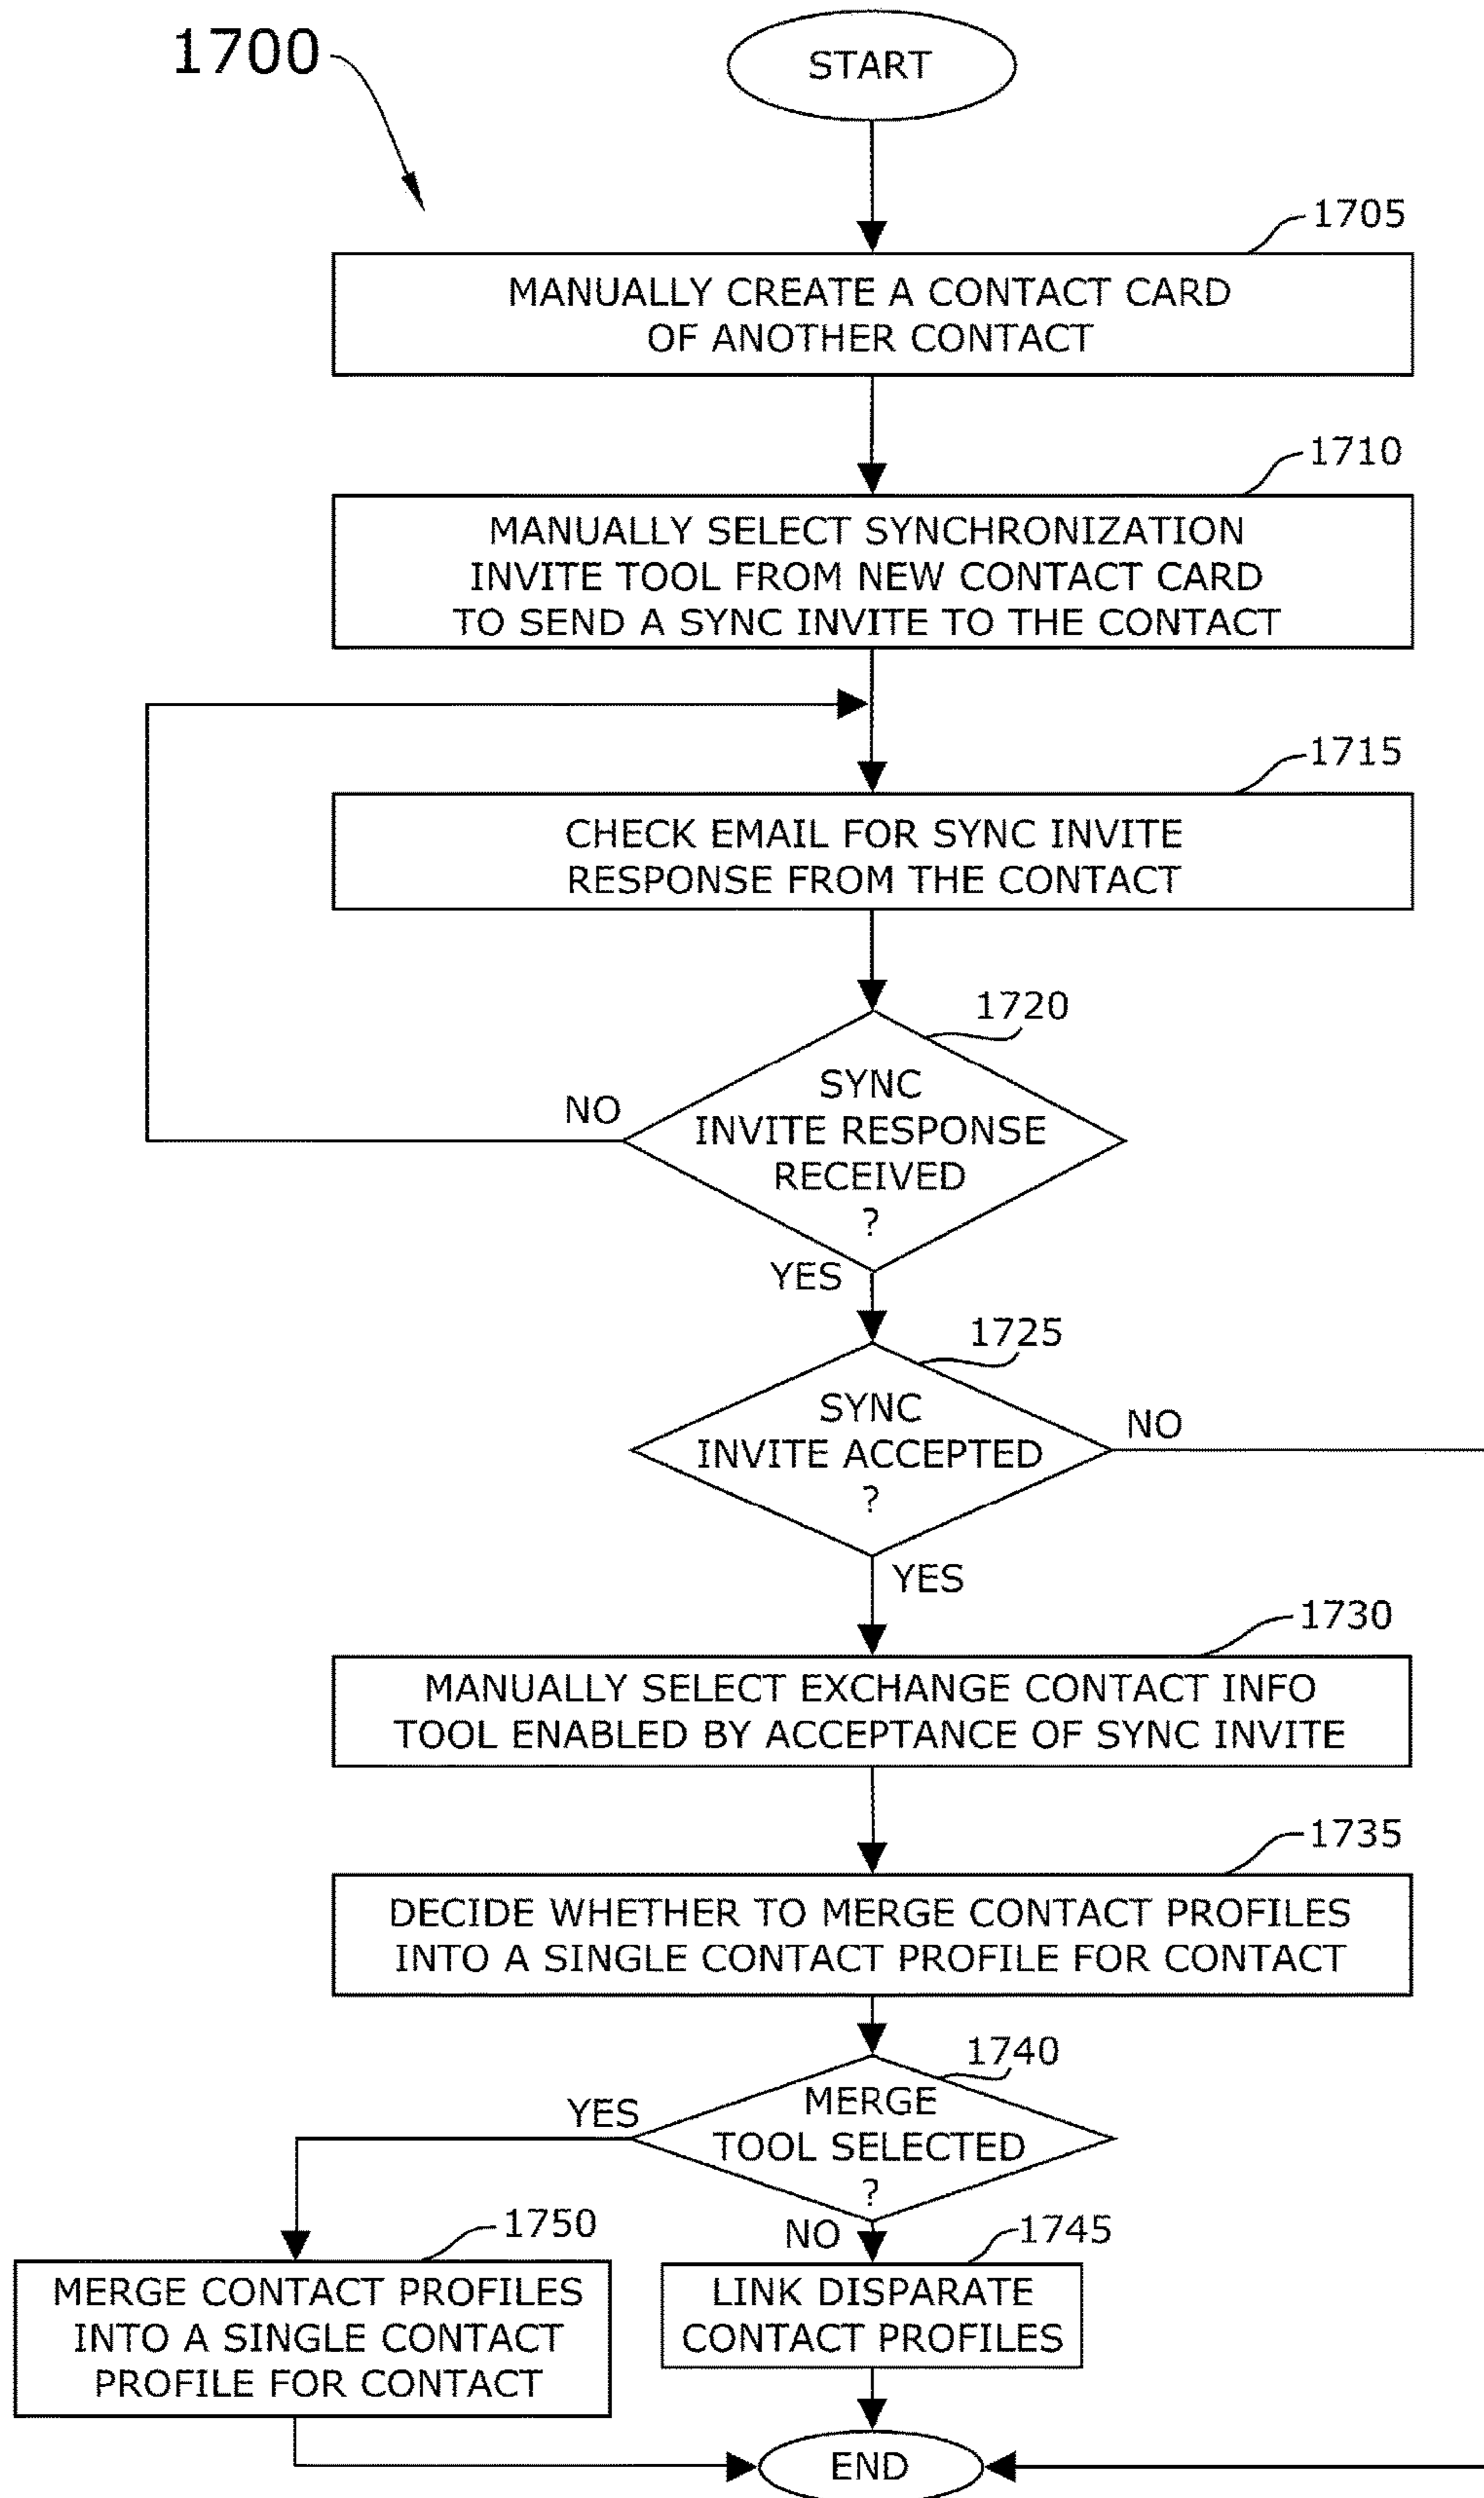 1700
START
1705
MANUALLY CREATE A CONTACT CARD
OF ANOTHER CONTACT
1710
MANUALLY SELECT SYNCHRONIZATION
INVITE TOOL FROM NEW CONTACT CARD
TO SEND A SYNC INVITE TO THE CONTACT
1715
CHECK EMAIL FOR SYNC INVITE
RESPONSE FROM THE CONTACT
1720
SYNC
INVITE RESPONSE
RECEIVED
?
NO
YES
1725
SYNC
INVITE ACCEPTED
?
NO
YES
1730
MANUALLY SELECT EXCHANGE CONTACT INFO
TOOL ENABLED BY ACCEPTANCE OF SYNC INVITE
1735
DECIDE WHETHER TO MERGE CONTACT PROFILES
INTO A SINGLE CONTACT PROFILE FOR CONTACT
1740
MERGE
TOOL SELECTED
?
YES
NO
1750
MERGE CONTACT PROFILES
INTO A SINGLE CONTACT
PROFILE FOR CONTACT
1745
LINK DISPARATE
CONTACT PROFILES
END